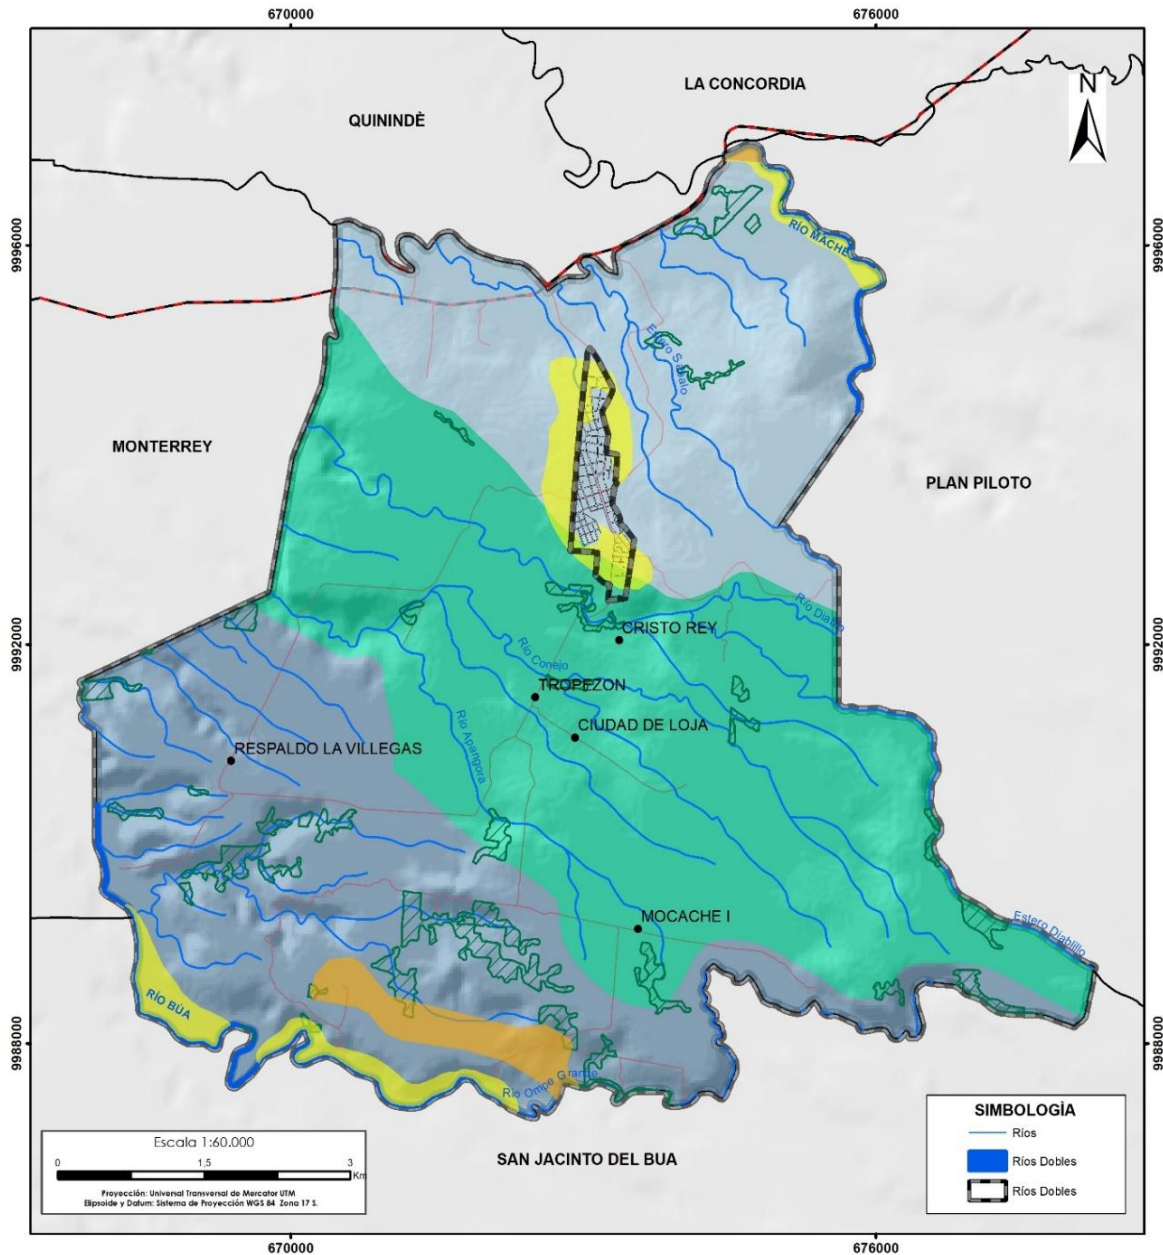 670000
676000
LA CONCORDIA
N
QUININDÈ
9996000
9996000
RÍO MACHE
Estero Sabalo
MONTERREY
PLAN PILOTO
Río Diablo
9992000
9992000
CRISTO REY
Río Conejo
TROPEZON
CIUDAD DE LOJA
Río Apangora
RESPALDO LA VILLEGAS
MOCACHE I
Estero Diablillo
RÍO BÚA
9988000
9988000
Río Ompe Grande
SIMBOLOGÌA
Ríos
Ríos Dobles
Ríos Dobles
Escala 1:60.000
0 1,5 3
Km
Proyección: Universal Transversal de Mercator UTM
Elipsoide y Datum: Sistema de Proyección WGS 84 Zona 17 S.
SAN JACINTO DEL BUA
670000
676000